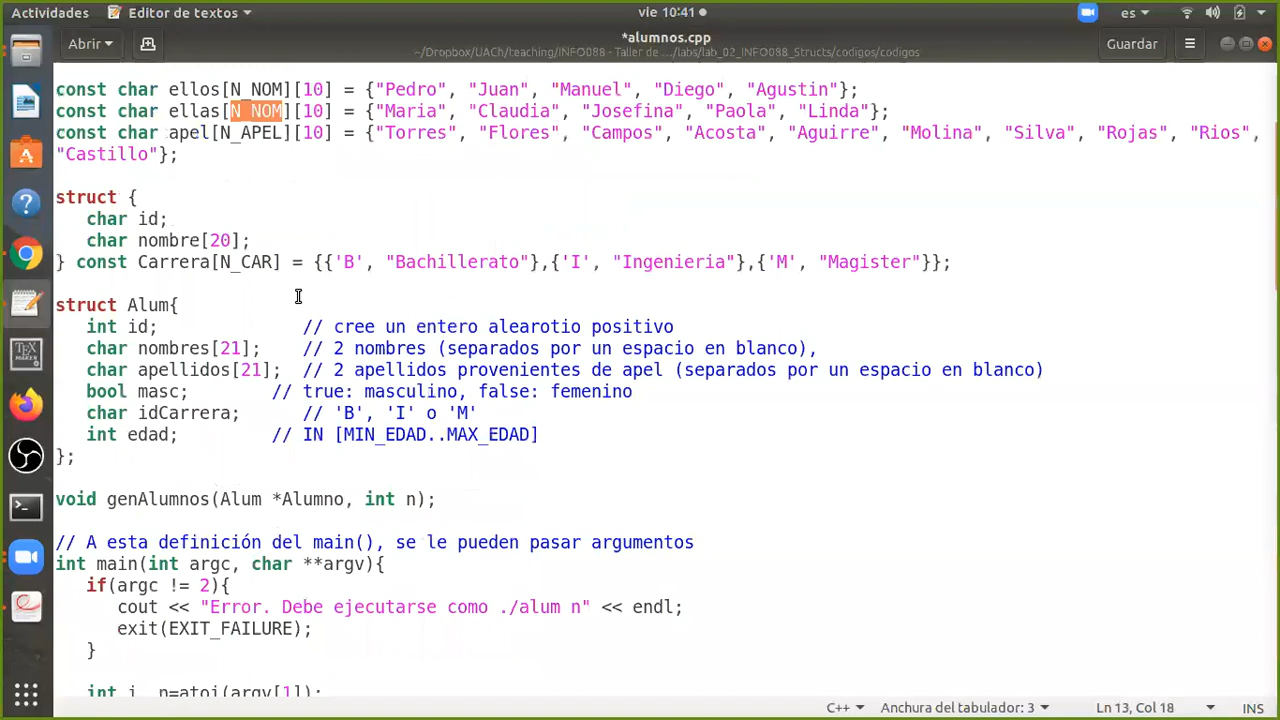 Actividades
Editor de textos
vie 10:41
es
Abrir
*alumnos.cpp
~/Dropbox/UACh/teaching/INFO088 - Taller de .../labs/lab_02_INFO088_Structs/codigos/codigos
Guardar
const char ellos[N_NOM][10] = {"Pedro", "Juan", "Manuel", "Diego", "Agustin"};
const char ellas[N_NOM][10] = {"Maria", "Claudia", "Josefina", "Paola", "Linda"};
const char apel[N_APEL][10] = {"Torres", "Flores", "Campos", "Acosta", "Aguirre", "Molina", "Silva", "Rojas", "Rios",
"Castillo"};
struct {
char id;
char nombre[20];
} const Carrera[N_CAR] = {{'B', "Bachillerato"},{'I', "Ingenieria"},{'M', "Magister"}};
struct Alum{
int id; // cree un entero alearotio positivo
char nombres[21]; // 2 nombres (separados por un espacio en blanco),
char apellidos[21]; // 2 apellidos provenientes de apel (separados por un espacio en blanco)
bool masc; // true: masculino, false: femenino
char idCarrera; // 'B', 'I' o 'M'
int edad; // IN [MIN_EDAD..MAX_EDAD]
};
void genAlumnos(Alum *Alumno, int n);
// A esta definición del main(), se le pueden pasar argumentos
int main(int argc, char **argv){
if(argc != 2){
cout << "Error. Debe ejecutarse como ./alum n" << endl;
exit(EXIT_FAILURE);
}
int i, n=atoi(argv[1]);
C++
Anchura del tabulador: 3
Ln 13, Col 18
INS